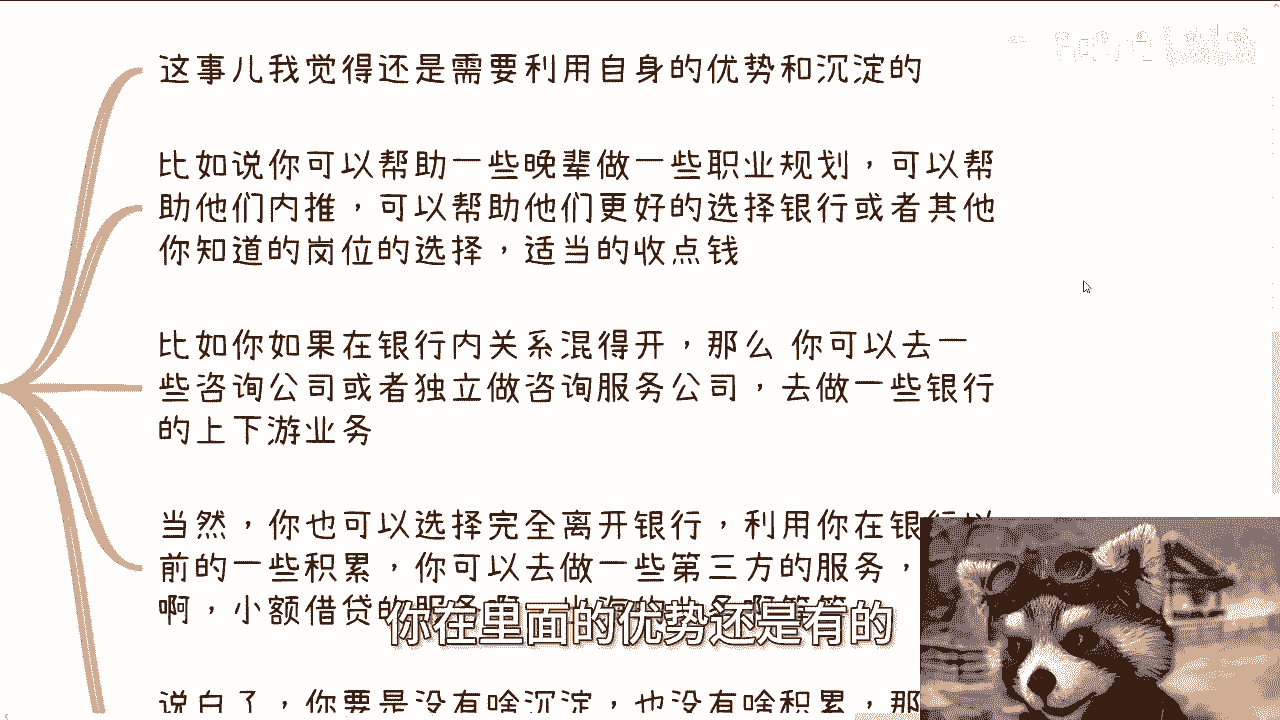 这事儿我觉得还是需要利用自身的优势和沉淀的
比如说你可以帮助一些晚辈做一些职业规划，可以帮
助他们内推，可以帮助他们更好的选择银行或者其他
你知道的岗位的选择，适当的收点钱
比如你如果在银行内关系混得开，那么 你可以去一
些咨询公司或者独立做咨询服务公司，去做一些银行
的上下游业务
当然，你也可以选择完全离开银行，利用你在银行以
前的一些积累，你可以去做一些第三方的服务，
啊，小额借贷的服务
你在里面的优势还是有的
说白了，你要是没有啥沉淀，也没有啥积累，那